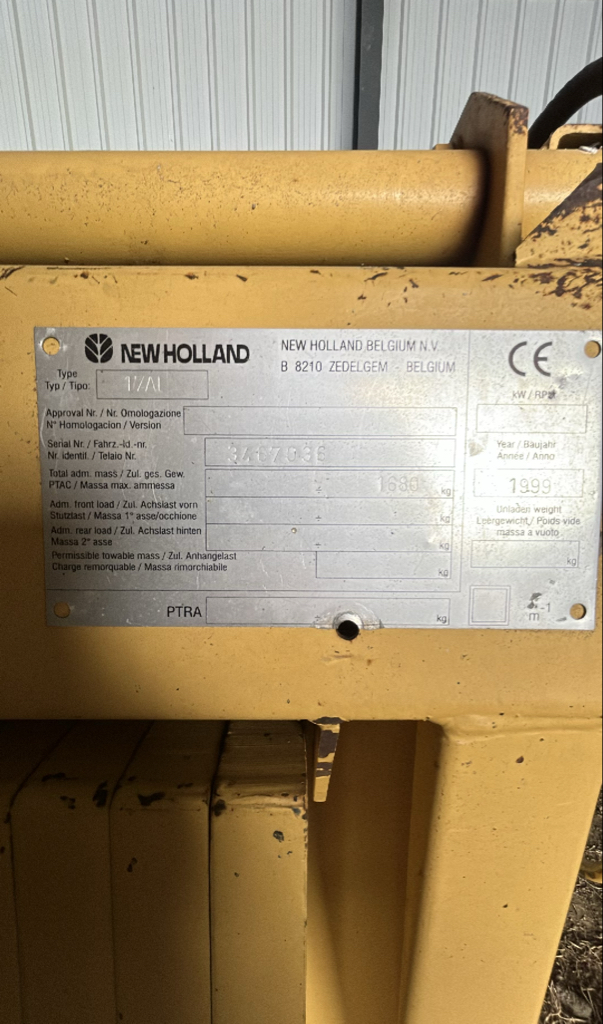 NEW HOLLAND
NEW HOLLAND BELGIUM N.V.
B 8210 ZEDELGEM - BELGIUM
CE
Type
Typ / Tipo:
kW / RPM
Approval Nr. / Nr. Omologazione
N° Homologacion / Version
Serial Nr. / Fahrz.-Id.-nr.
Nr. identif. / Telaio Nr.
Year / Baujahr
Année / Anno
Total adm. mass / Zul. ges. Gew.
PTAC / Massa max. ammessa
÷ 1680 kg
1999
Adm. front load / Zul. Achslast vorn
Stutzlast / Massa 1° asse/occhione
÷ kg
Unladen weight
Leergewicht / Poids vide
massa a vuoto
Adm. rear load / Zul. Achslast hinten
Massa 2° asse
÷ kg
kg
Permissible towable mass / Zul. Anhangelast
Charge remorquable / Massa rimorchiabile
kg
PTRA
kg
-1
m